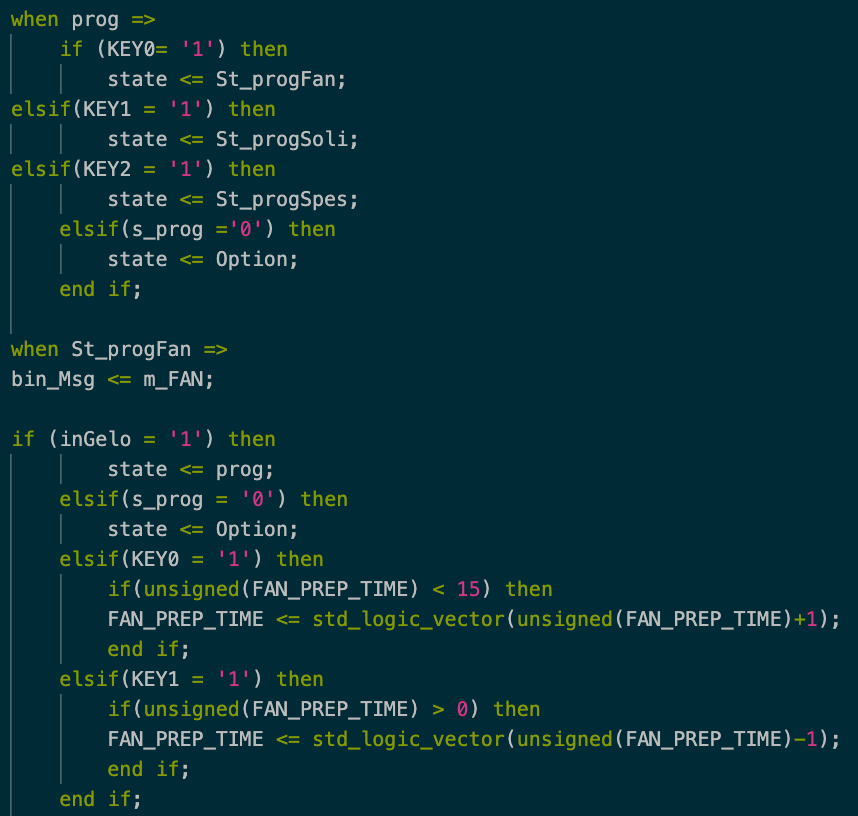 when prog =>
if (KEY0= '1') then
state <= St_progFan;
elsif(KEY1 = '1') then
state <= St_progSoli;
elsif(KEY2 = '1') then
state <= St_progSpes;
elsif(s_prog ='0') then
state <= Option;
end if;
when St_progFan =>
bin_Msg <= m_FAN;
if (inGelo = '1') then
state <= prog;
elsif(s_prog = '0') then
state <= Option;
elsif(KEY0 = '1') then
if(unsigned(FAN_PREP_TIME) < 15) then
FAN_PREP_TIME <= std_logic_vector(unsigned(FAN_PREP_TIME)+1);
end if;
elsif(KEY1 = '1') then
if(unsigned(FAN_PREP_TIME) > 0) then
FAN_PREP_TIME <= std_logic_vector(unsigned(FAN_PREP_TIME)-1);
end if;
end if;